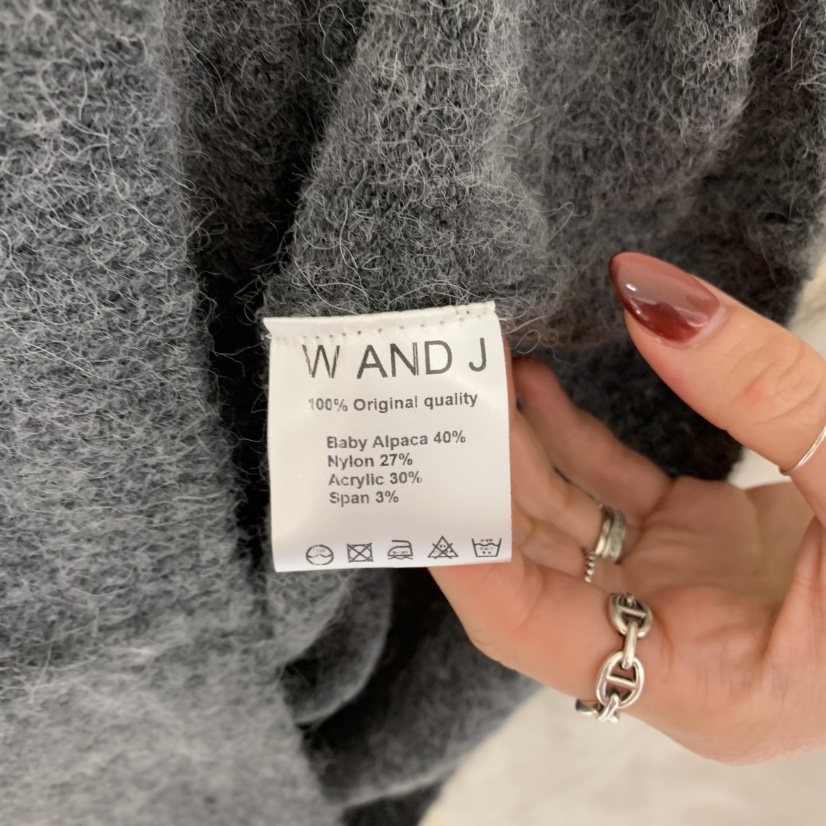 W AND J
100% Original quality
Baby Alpaca 40%
Nylon 27%
Acrylic 30%
Span 3%